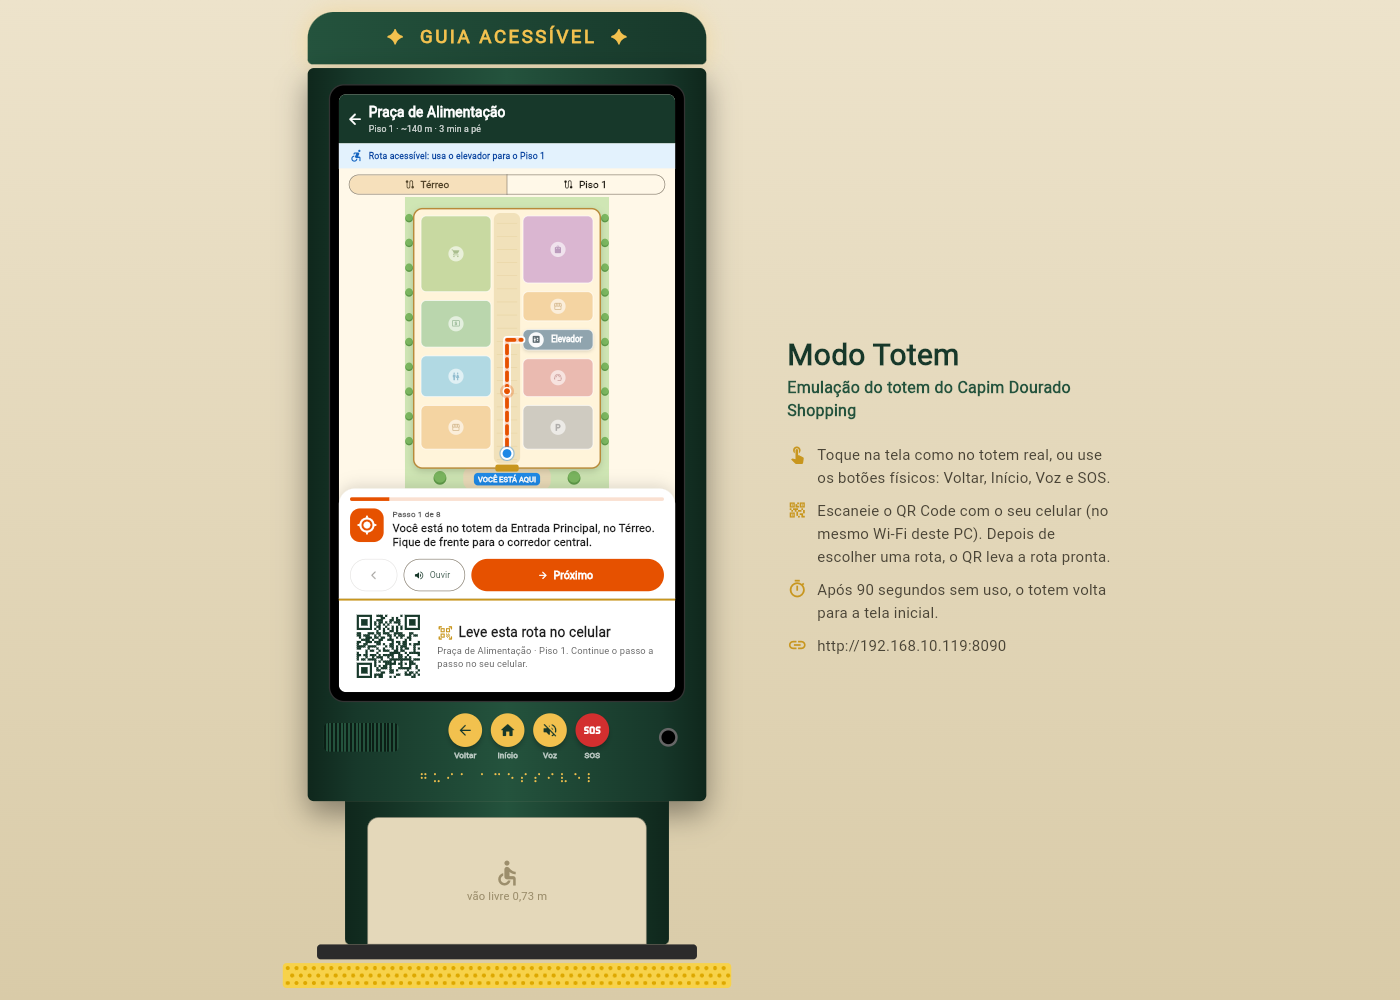 GUIA ACESSÍVEL
Praça de Alimentação
Piso 1 · ~140 m · 3 min a pé
Rota acessível: usa o elevador para o Piso 1
Térreo
Piso 1
Elevador
P
VOCÊ ESTÁ AQUI
Passo 1 de 8
Você está no totem da Entrada Principal, no Térreo.
Fique de frente para o corredor central.
Ouvir
Próximo
Leve esta rota no celular
Praça de Alimentação · Piso 1. Continue o passo a
passo no seu celular.
SOS
Voltar
Início
Voz
SOS
vão livre 0,73 m
Modo Totem
Emulação do totem do Capim Dourado
Shopping
Toque na tela como no totem real, ou use
os botões físicos: Voltar, Início, Voz e SOS.
Escaneie o QR Code com o seu celular (no
mesmo Wi-Fi deste PC). Depois de
escolher uma rota, o QR leva a rota pronta.
Após 90 segundos sem uso, o totem volta
para a tela inicial.
http://192.168.10.119:8090